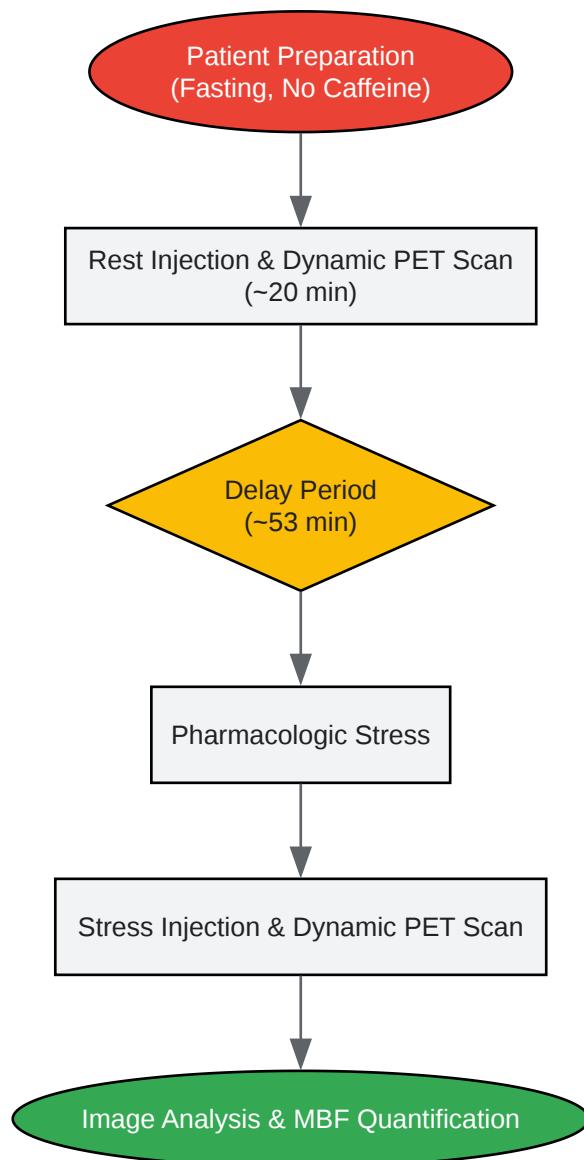 Patient Preparation
(Fasting, No Caffeine)
Rest Injection & Dynamic PET Scan
(~20 min)
Delay Period
(~53 min)
Pharmacologic Stress
Stress Injection & Dynamic PET Scan
Image Analysis & MBF Quantification